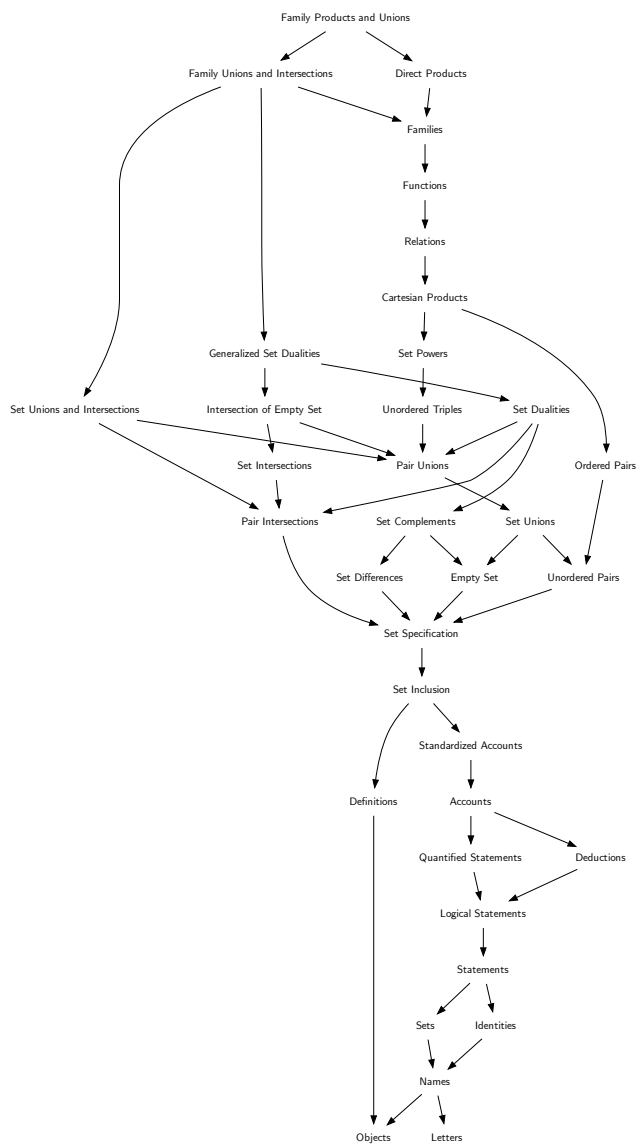 Family Products and Unions
Family Unions and Intersections
Direct Products
Families
Functions
Relations
Cartesian Products
Generalized Set Dualities
Set Powers
Set Unions and Intersections
Intersection of Empty Set
Unordered Triples
Set Dualities
Set Intersections
Pair Unions
Ordered Pairs
Pair Intersections
Set Complements
Set Unions
Set Differences
Empty Set
Unordered Pairs
Set Specification
Set Inclusion
Standardized Accounts
Definitions
Accounts
Quantified Statements
Deductions
Logical Statements
Statements
Sets
Identities
Names
Objects
Letters